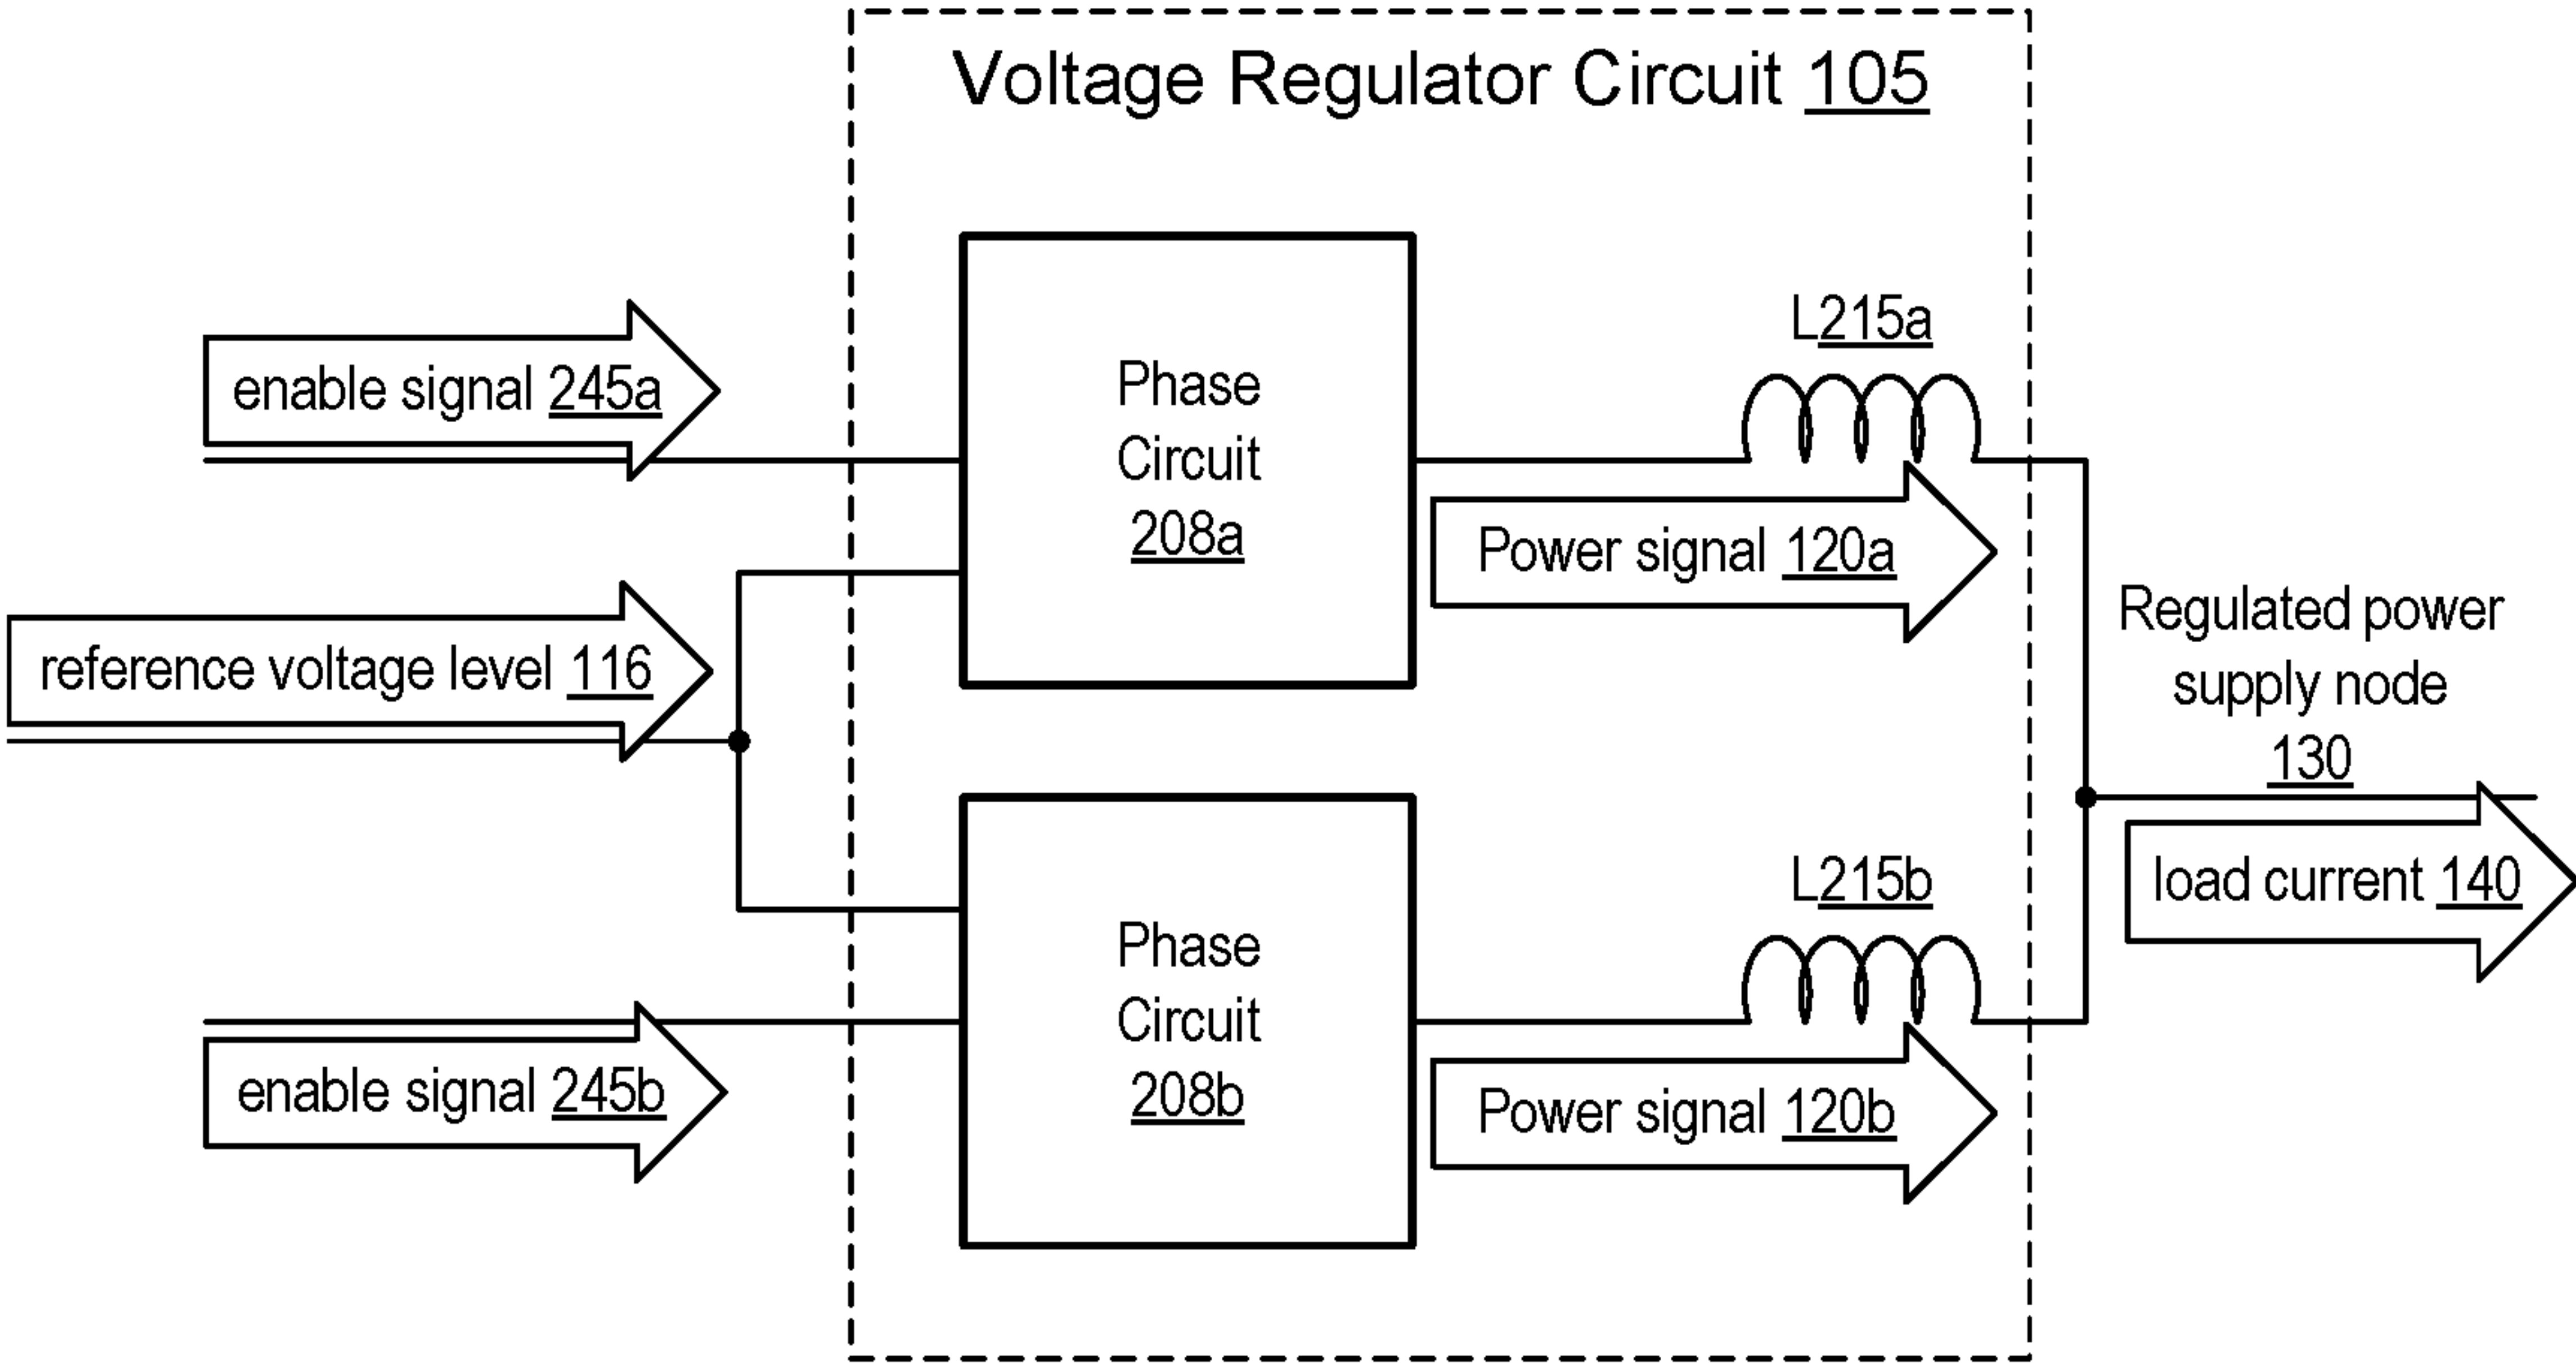 Voltage Regulator Circuit 105
enable signal 245a
Phase
Circuit
208a
L215a
Power signal 120a
reference voltage level 116
Regulated power
supply node
130
load current 140
Phase
Circuit
208b
L215b
enable signal 245b
Power signal 120b